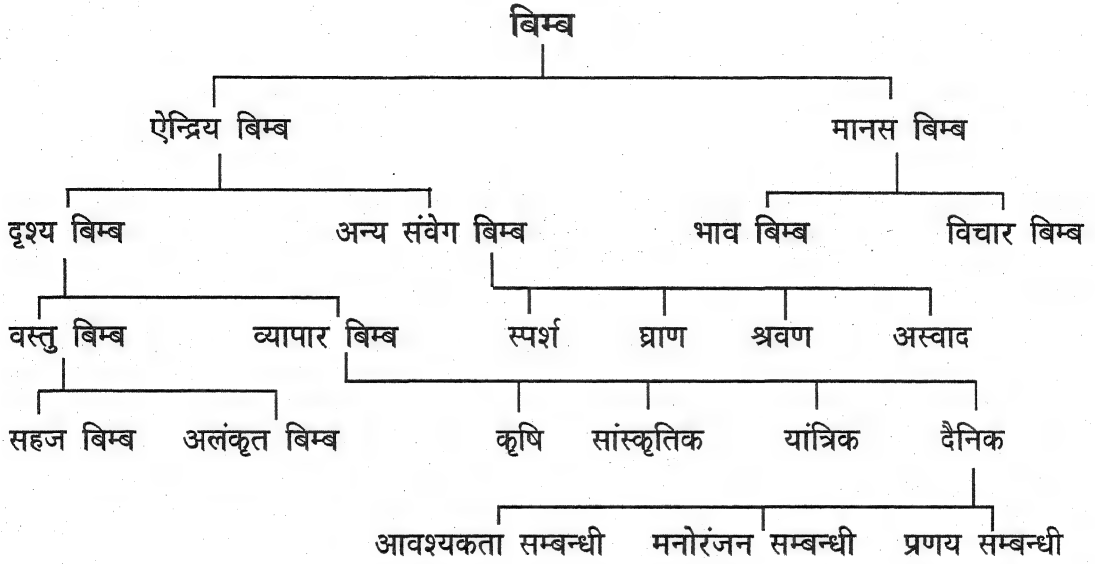 बिम्ब
ऐन्द्रिय बिम्ब मानस बिम्ब
दृश्य बिम्ब अन्य संवेग बिम्ब भाव बिम्ब विचार बिम्ब
वस्तु बिम्ब व्यापार बिम्ब स्पर्श घ्राण श्रवण अस्वाद
सहज बिम्ब अलंकृत बिम्ब कृषि सांस्कृतिक यांत्रिक दैनिक
आवश्यकता सम्बन्धी मनोरंजन सम्बन्धी प्रणय सम्बन्धी